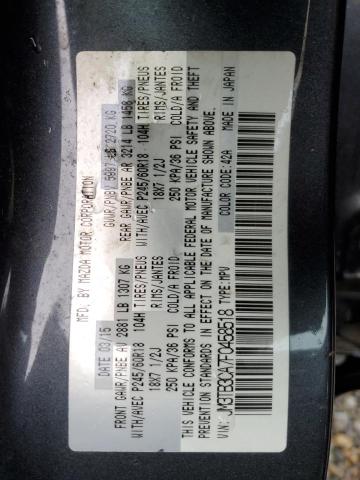 MFD. BY MAZDA MOTOR CORPORATION
DATE 03/15 GVWR/PNBV LB 2720 KG
FRONT GAWR/PNBE AV 2881 LB 1307 KG REAR GAWR/PNBE AR 3214 LB 1458 KG
WITH/AVEC P245/60R18 104H TIRES/PNEUS WITH/AVEC P245/60R18 104H TIRES/PNEUS
18X7 1/2J RIMS/JANTES 18X7 1/2J RIMS/JANTES
250 KPA/36 PSI COLD/A FROID 250 KPA/36 PSI COLD/A FROID
THIS VEHICLE CONFORMS TO ALL APPLICABLE FEDERAL MOTOR VEHICLE SAFETY AND THEFT
PREVENTION STANDARDS IN EFFECT ON THE DATE OF MANUFACTURE SHOWN ABOVE.
VIN: JM3TB3CA7F0458518 TYPE:MPV COLOR CODE:42A MADE IN JAPAN